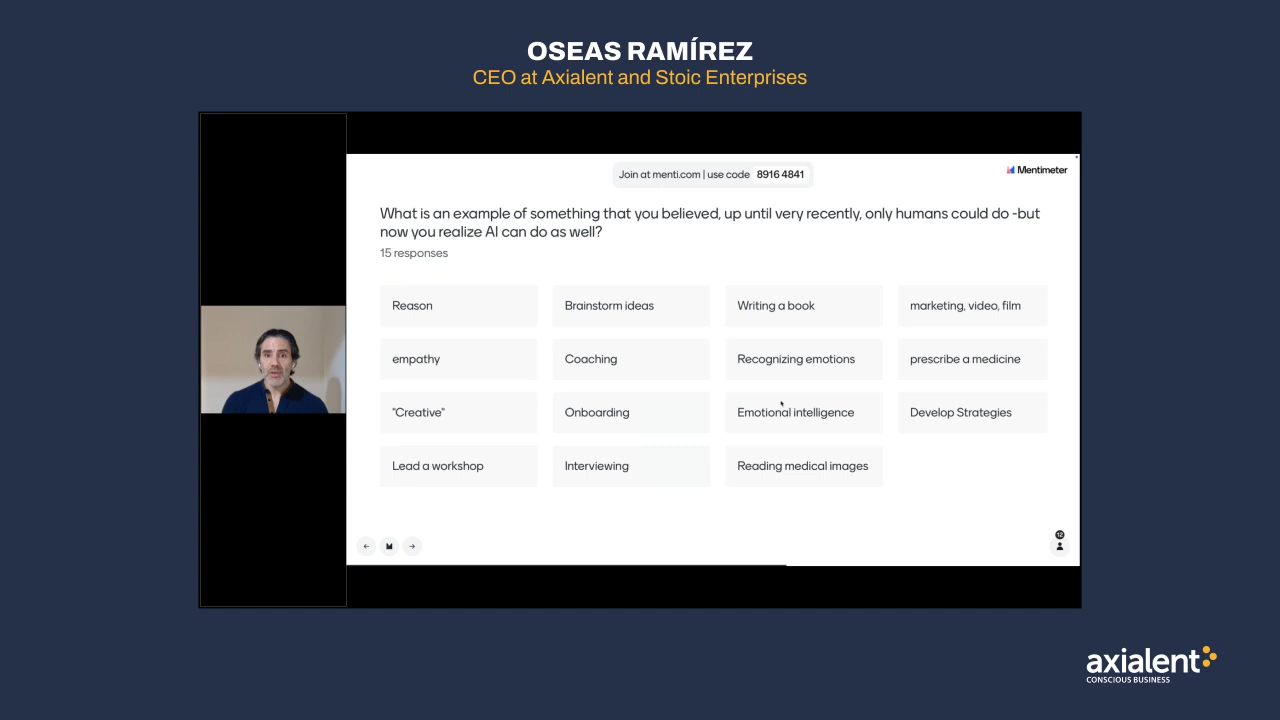 OSEAS RAMÍREZ
CEO at Axialent and Stoic Enterprises
Join at menti.com | use code 8916 4841
Mentimeter
What is an example of something that you believed, up until very recently, only humans could do -but
now you realize AI can do as well?
15 responses
Reason
Brainstorm ideas
Writing a book
marketing, video, film
empathy
Coaching
Recognizing emotions
prescribe a medicine
"Creative"
Onboarding
Emotional intelligence
Develop Strategies
Lead a workshop
Interviewing
Reading medical images
12
axialent
CONSCIOUS BUSINESS